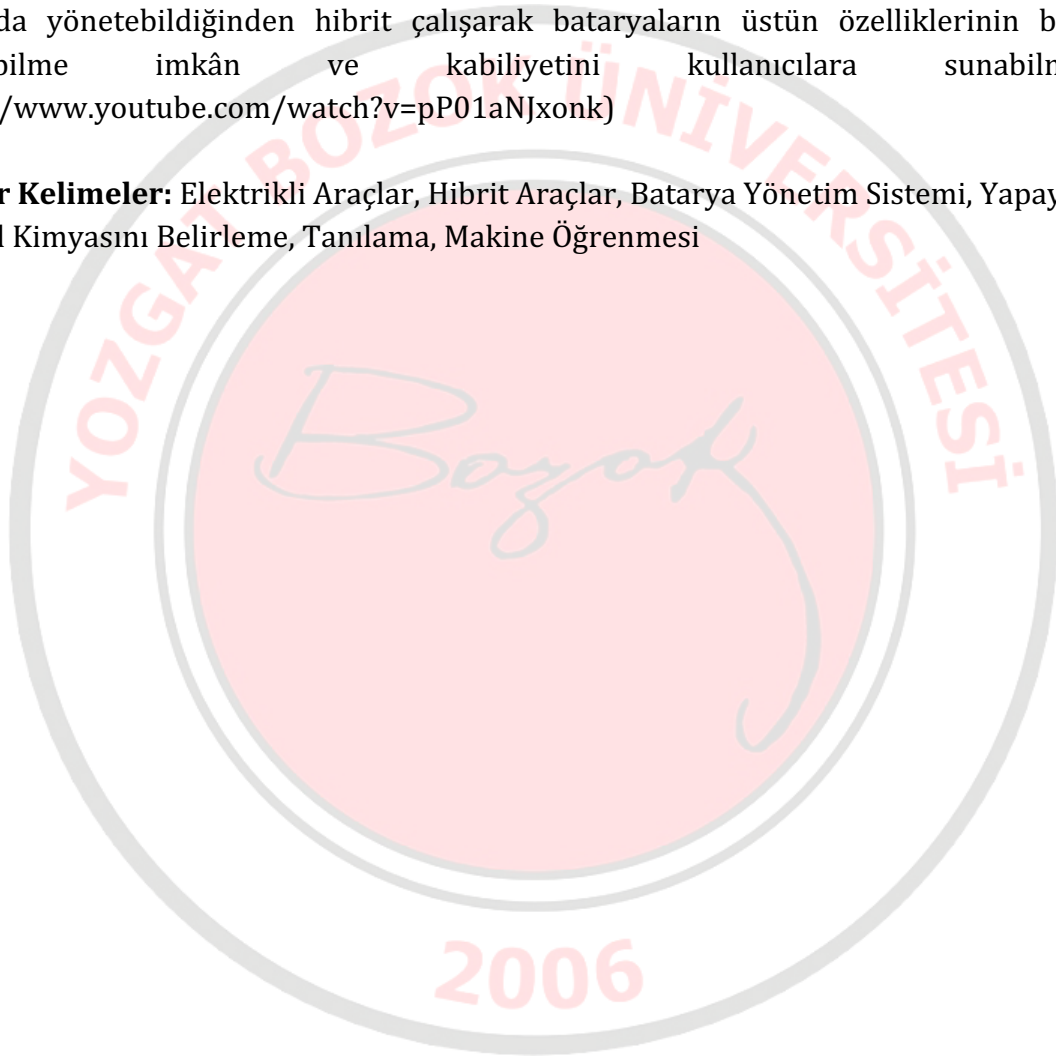 da yönetebildiğinden hibrit çalışarak bataryaların üstün özelliklerinin b
bilme imkân ve kabiliyetini kullanıcılara sunabiln
/www.youtube.com/watch?v=pP01aNJxonk)
r Kelimeler: Elektrikli Araçlar, Hibrit Araçlar, Batarya Yönetim Sistemi, Yapay
l Kimyasını Belirleme, Tanılama, Makine Öğrenmesi
YOZGAT BOZOK ÜNİVERSİTESİ
Bozok
2006